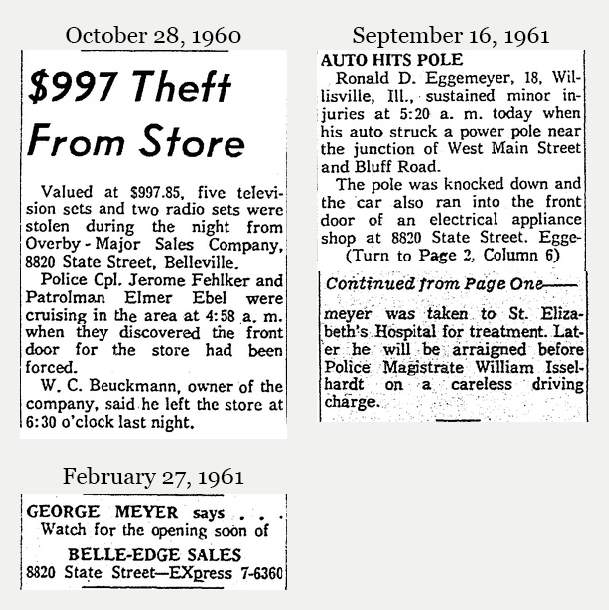 October 28, 1960
$997 Theft
From Store
Valued at $997.85, five televi-
sion sets and two radio sets were
stolen during the night from
Overby - Major Sales Company,
8820 State Street, Belleville.
Police Cpl. Jerome Fehlker and
Patrolman Elmer Ebel were
cruising in the area at 4:58 a. m.
when they discovered the front
door for the store had been
forced.
W. C. Beuckmann, owner of the
company, said he left the store at
6:30 o'clock last night.
February 27, 1961
GEORGE MEYER says . . .
Watch for the opening soon of
BELLE-EDGE SALES
8820 State Street—EXpress 7-6360
September 16, 1961
AUTO HITS POLE
Ronald D. Eggemeyer, 18, Wil-
lisville, Ill., sustained minor in-
juries at 5:20 a. m. today when
his auto struck a power pole near
the junction of West Main Street
and Bluff Road.
The pole was knocked down and
the car also ran into the front
door of an electrical appliance
shop at 8820 State Street. Egge-
(Turn to Page 2, Column 6)
Continued from Page One—
meyer was taken to St. Eliza-
beth's Hospital for treatment. Lat-
er he will be arraigned before
Police Magistrate William Issel-
hardt on a careless driving
charge.